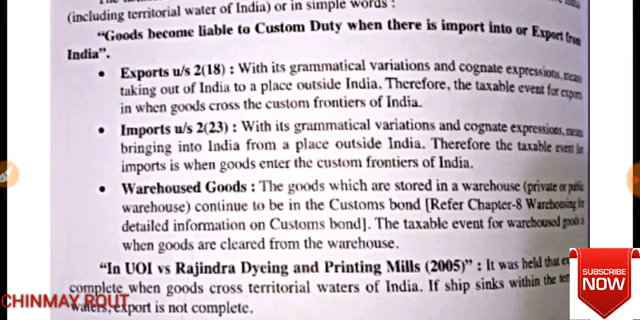 (including territorial water of India) or in simple words :
"Goods become liable to Custom Duty when there is import into or Export from
India".
• Exports u/s 2(18) : With its grammatical variations and cognate expressions, mean
taking out of India to a place outside India. Therefore, the taxable event for exports
in when goods cross the custom frontiers of India.
• Imports u/s 2(23) : With its grammatical variations and cognate expressions, mean
bringing into India from a place outside India. Therefore the taxable event for
imports is when goods enter the custom frontiers of India.
• Warehoused Goods : The goods which are stored in a warehouse (private or public
warehouse) continue to be in the Customs bond [Refer Chapter-8 Warehousing for
detailed information on Customs bond]. The taxable event for warehoused goods is
when goods are cleared from the warehouse.
"In UOI vs Rajindra Dyeing and Printing Mills (2005)" : It was held that
complete when goods cross territorial waters of India. If ship sinks within the
waters, export is not complete.
CHINMAY ROUT
SUBSCRIBE
NOW